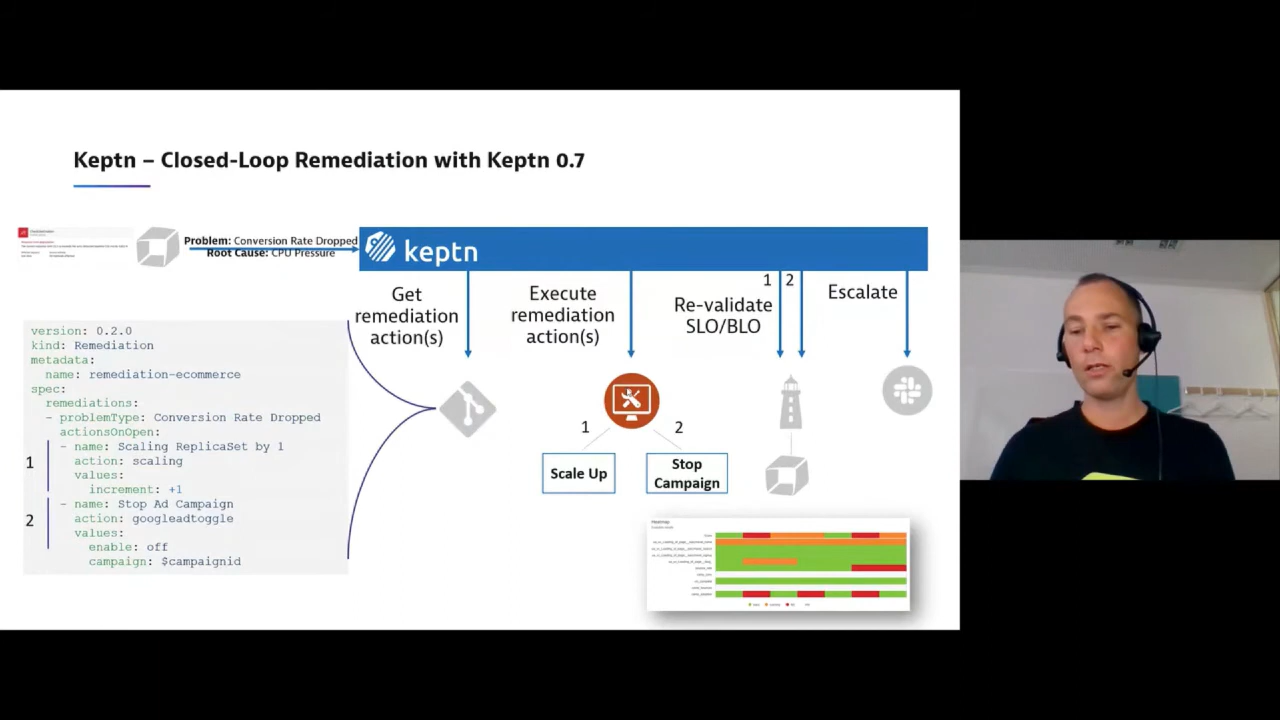 Keptn – Closed-Loop Remediation with Keptn 0.7
Problem: Conversion Rate Dropped
Root Cause: CPU Pressure
keptn
Get
remediation
action(s)
Execute
remediation
action(s)
Re-validate
SLO/BLO
1
2
Escalate
version: 0.2.0
kind: Remediation
metadata:
name: remediation-ecommerce
spec:
remediations:
- problemType: Conversion Rate Dropped
actionsOnOpen:
- name: Scaling ReplicaSet by 1
action: scaling
values:
increment: +1
- name: Stop Ad Campaign
action: googleadtoggle
values:
enable: off
campaign: $campaignid
1
2
1
2
Scale Up
Stop
Campaign
Heatmap